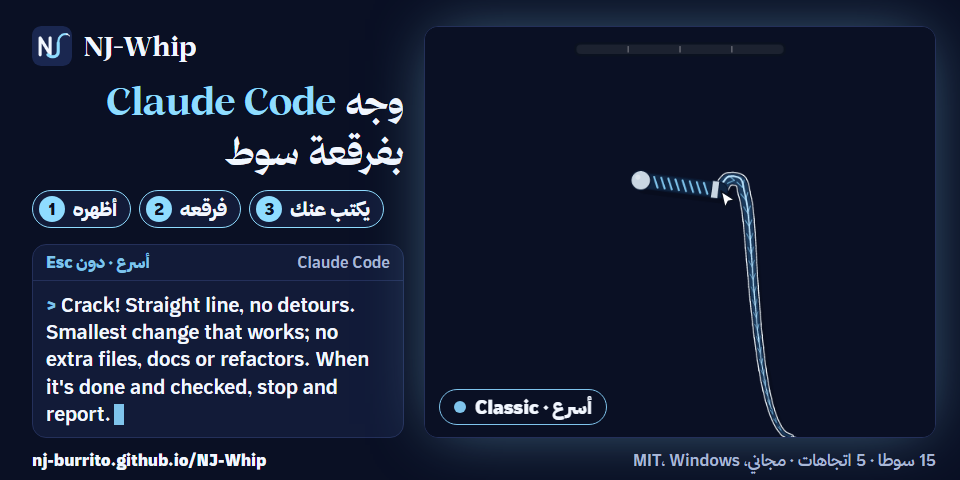 NJ-Whip
وجه Claude Code
بفرقعة سوط
1 أظهره
2 فرقعه
3 يكتب عنك
أسرع · دون Esc
Claude Code
> Crack! Straight line, no detours.
Smallest change that works; no
extra files, docs or refactors. When
it's done and checked, stop and
report.
Classic · أسرع
nj-burrito.github.io/NJ-Whip
15 سوطا · 5 اتجاهات · مجاني، MIT، Windows